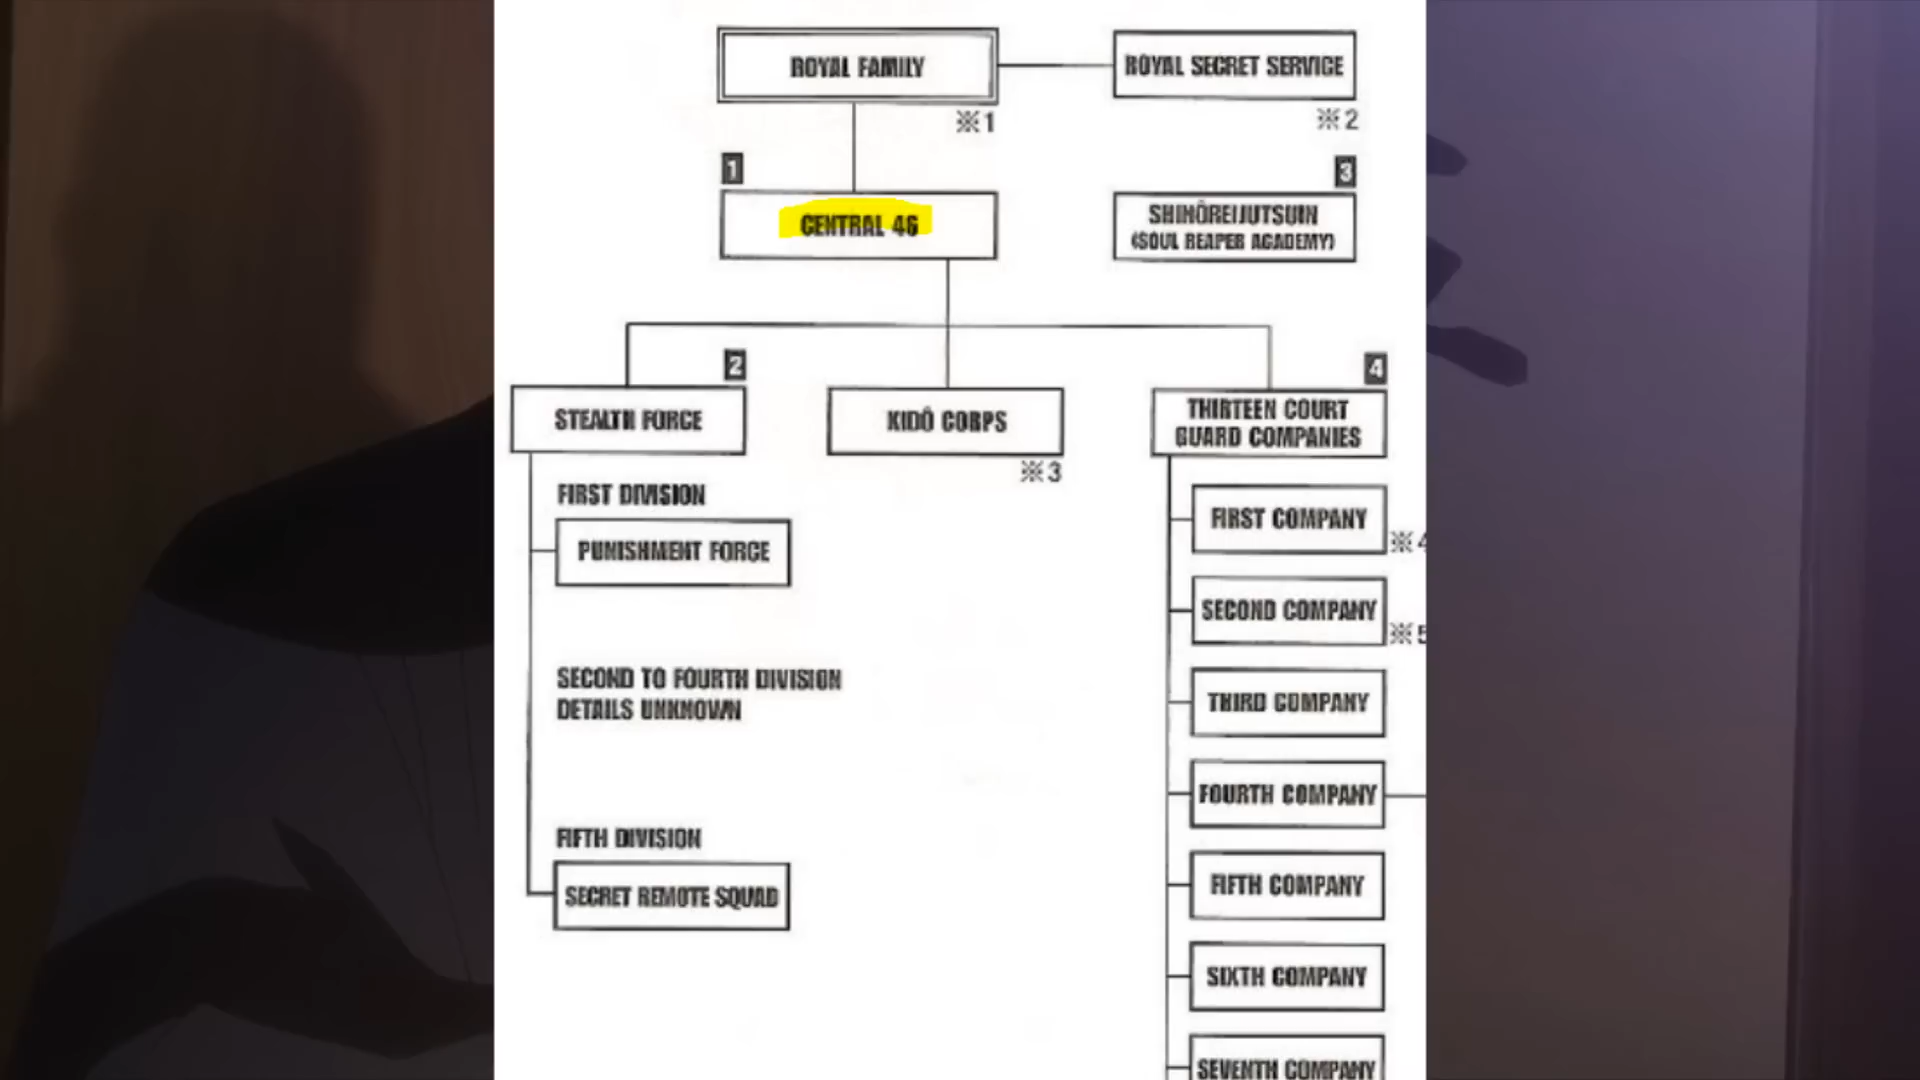 ROYAL FAMILY
ROYAL SECRET SERVICE
※1
※2
1
3
CENTRAL 46
SHINŌREIJUTSUIN
(SOUL REAPER ACADEMY)
2
4
STEALTH FORCE
KIDŌ CORPS
THIRTEEN COURT
GUARD COMPANIES
※3
FIRST DIVISION
PUNISHMENT FORCE
SECOND TO FOURTH DIVISION
DETAILS UNKNOWN
FIFTH DIVISION
SECRET REMOTE SQUAD
FIRST COMPANY
※4
SECOND COMPANY
※5
THIRD COMPANY
FOURTH COMPANY
FIFTH COMPANY
SIXTH COMPANY
SEVENTH COMPANY